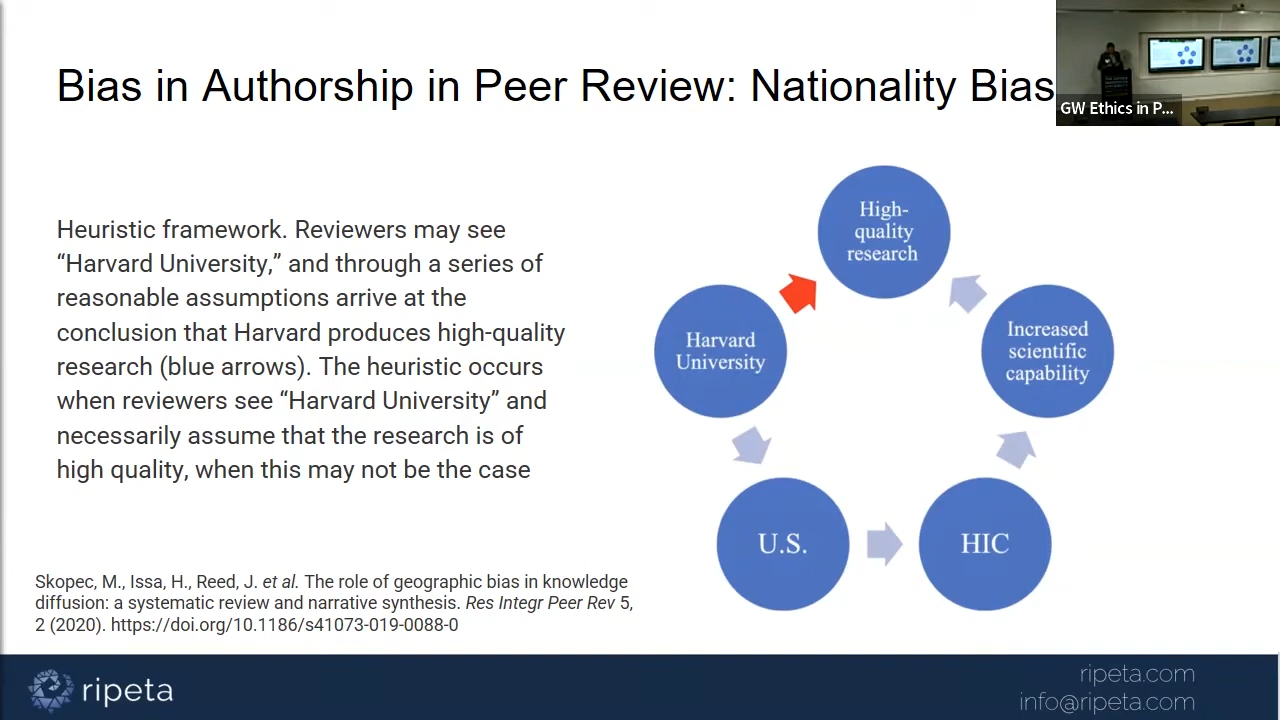 Bias in Authorship in Peer Review: Nationality Bias
GW Ethics in P...
Heuristic framework. Reviewers may see
“Harvard University,” and through a series of
reasonable assumptions arrive at the
conclusion that Harvard produces high-quality
research (blue arrows). The heuristic occurs
when reviewers see “Harvard University” and
necessarily assume that the research is of
high quality, when this may not be the case
High-
quality
research
Harvard
University
Increased
scientific
capability
U.S.
HIC
Skopec, M., Issa, H., Reed, J. et al. The role of geographic bias in knowledge
diffusion: a systematic review and narrative synthesis. Res Integr Peer Rev 5,
2 (2020). https://doi.org/10.1186/s41073-019-0088-0
ripeta
ripeta.com
info@ripeta.com